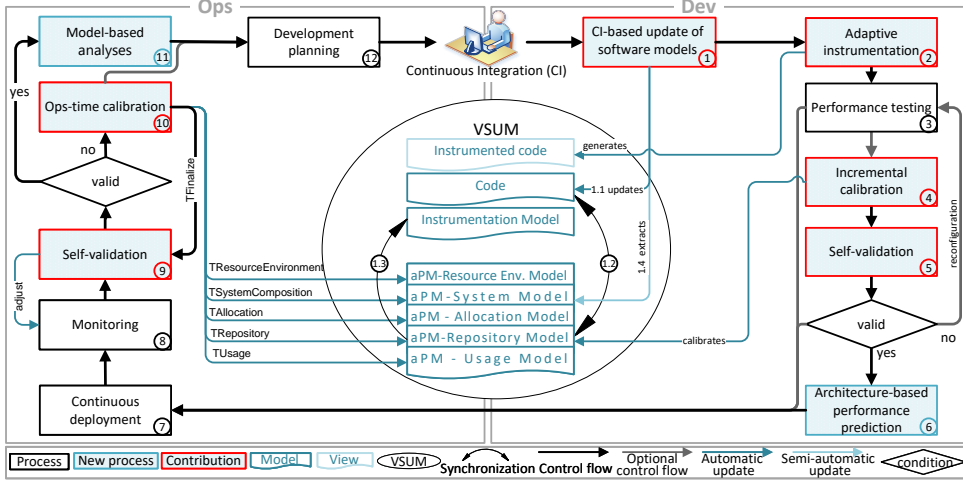 Ops
Dev
Model-based
analyses
11
Development
planning
12
Continuous Integration (CI)
CI-based update of
software models
1
Adaptive
instrumentation
2
yes
Ops-time calibration
10
Performance testing
3
VSUM
Instrumented code
generates
no
valid
TFinalize
Code
1.1 updates
Incremental
calibration
4
Instrumentation Model
reconfiguration
Self-validation
9
1.3
1.2
1.4 extracts
Self-validation
5
adjust
TResourceEnvironment
aPM-Resource Env. Model
TSystemComposition
aPM-System Model
TAllocation
aPM - Allocation Model
Monitoring
8
valid
TRepository
aPM-Repository Model
calibrates
no
TUsage
aPM - Usage Model
yes
Continuous
deployment
7
Architecture-based
performance
prediction
6
Process
New process
Contribution
Model
View
VSUM
Synchronization
Control flow
Optional
control flow
Automatic
update
Semi-automatic
update
condition